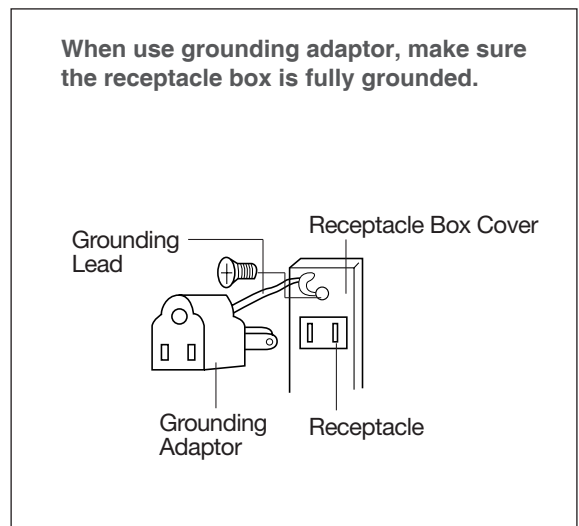 When use grounding adaptor, make sure
the receptacle box is fully grounded.
Receptacle Box Cover
Grounding
Lead
Grounding
Adaptor
Receptacle